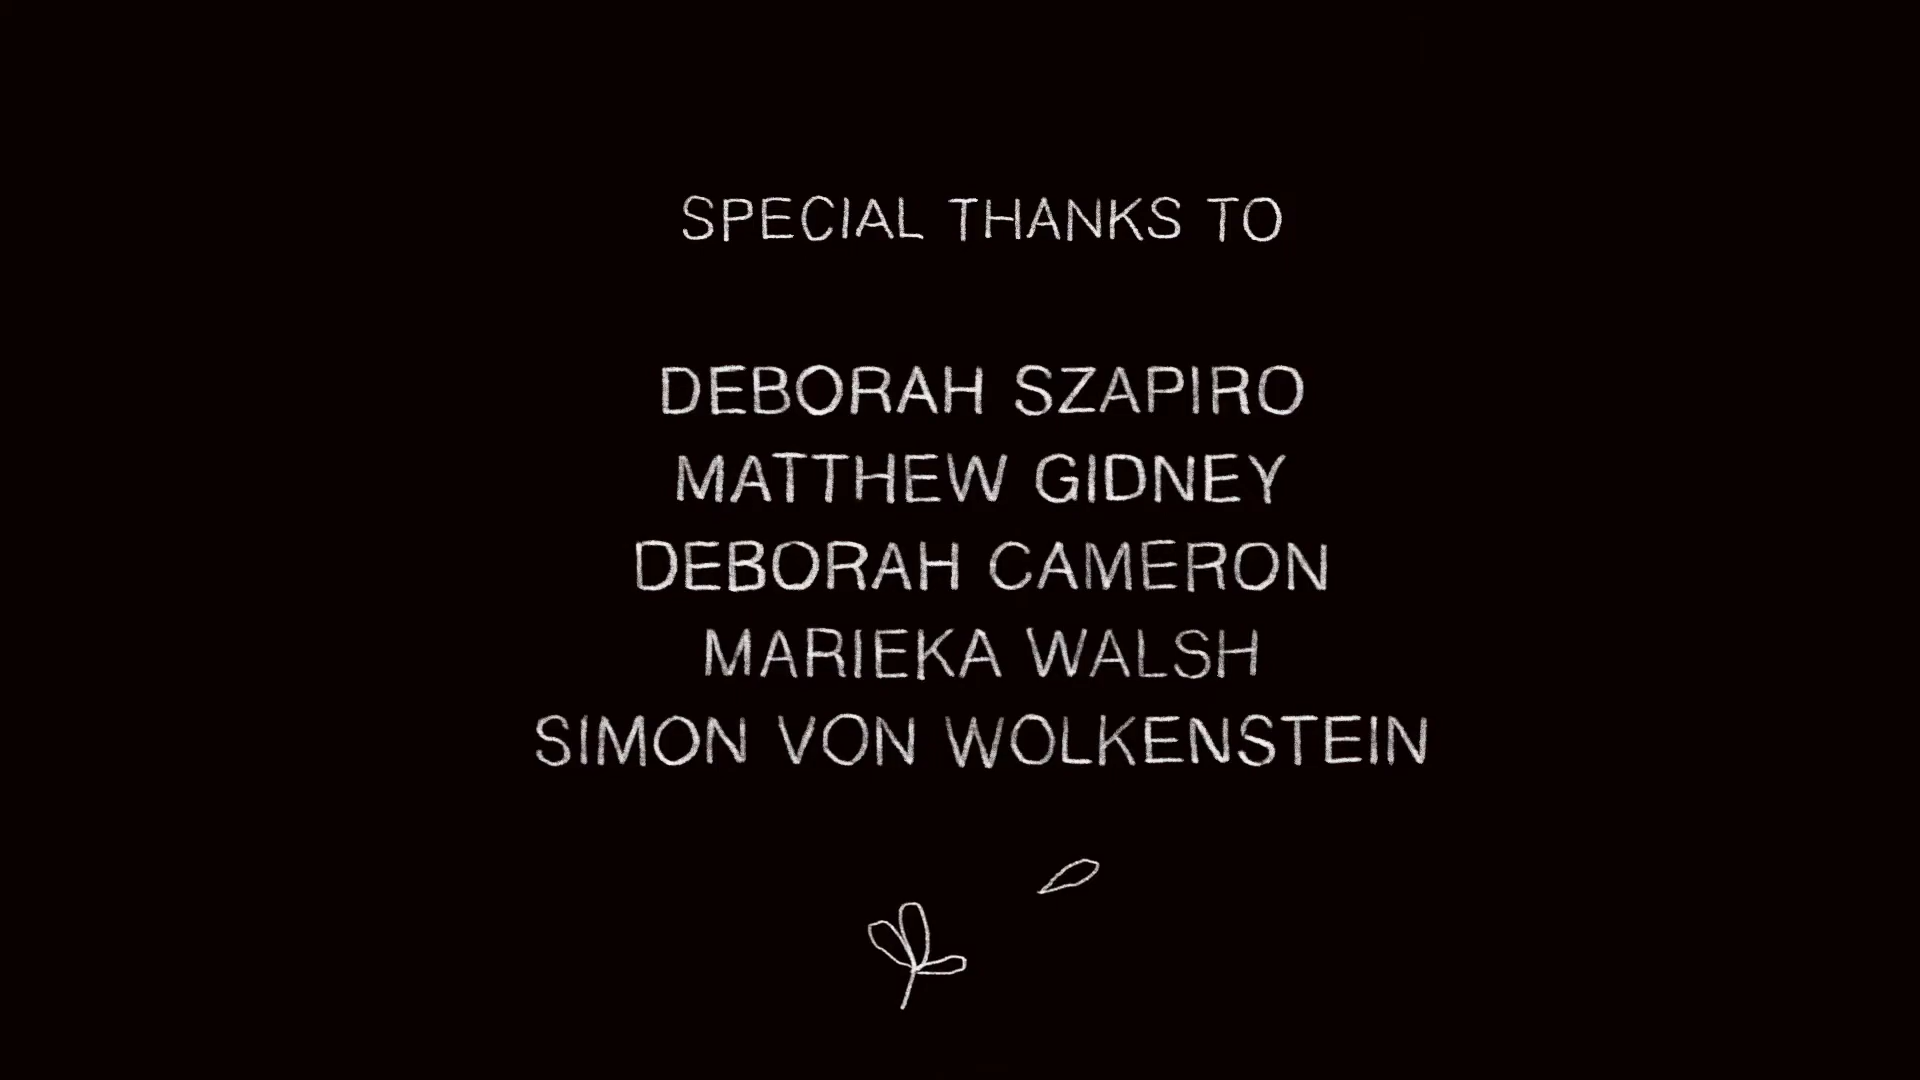 SPECIAL THANKS TO
DEBORAH SZAPIRO
MATTHEW GIDNEY
DEBORAH CAMERON
MARIEKA WALSH
SIMON VON WOLKENSTEIN